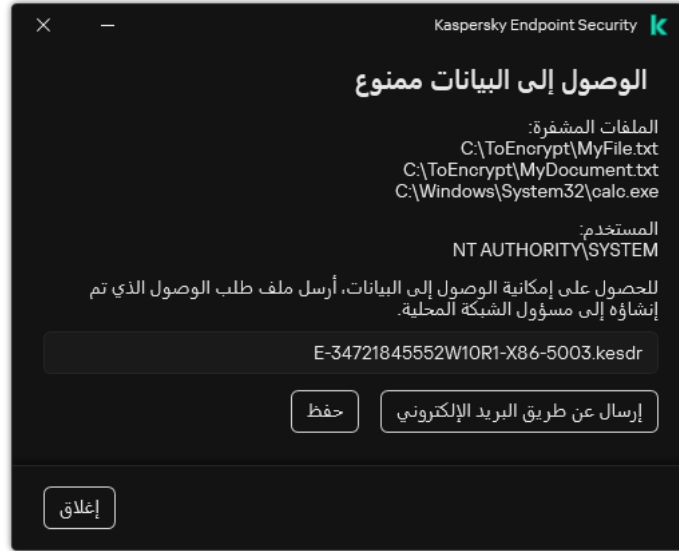 Kaspersky Endpoint Security
الوصول إلى البيانات ممنوع
الملفات المشفرة:
C:\ToEncrypt\MyFile.txt
C:\ToEncrypt\MyDocument.txt
C:\Windows\System32\calc.exe
المستخدم:
NT AUTHORITY\SYSTEM
للحصول على إمكانية الوصول إلى البيانات، أرسل ملف طلب الوصول الذي تم
إنشاؤه إلى مسؤول الشبكة المحلية.
E-34721845552W10R1-X86-5003.kesdr
إرسال عن طريق البريد الإلكتروني
حفظ
إغلاق